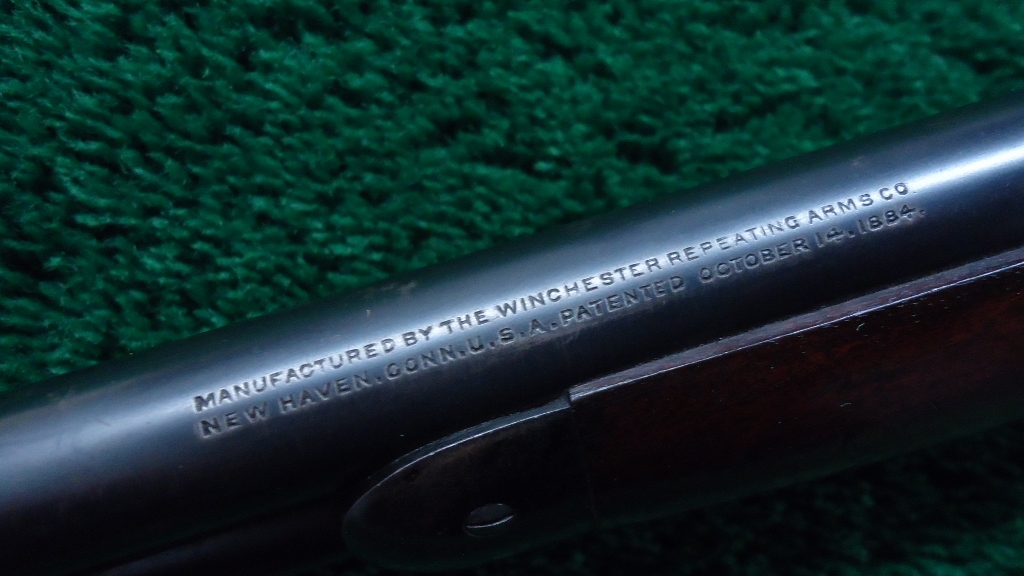 MANUFACTURED BY THE WINCHESTER REPEATING ARMS CO.
NEW HAVEN. CONN. U.S.A. PATENTED OCTOBER 14. 1884.